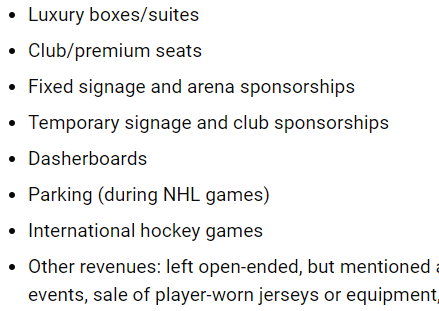 • Luxury boxes/suites
• Club/premium seats
• Fixed signage and arena sponsorships
• Temporary signage and club sponsorships
• Dasherboards
• Parking (during NHL games)
• International hockey games
• Other revenues: left open-ended, but mentioned
events, sale of player-worn jerseys or equipment,